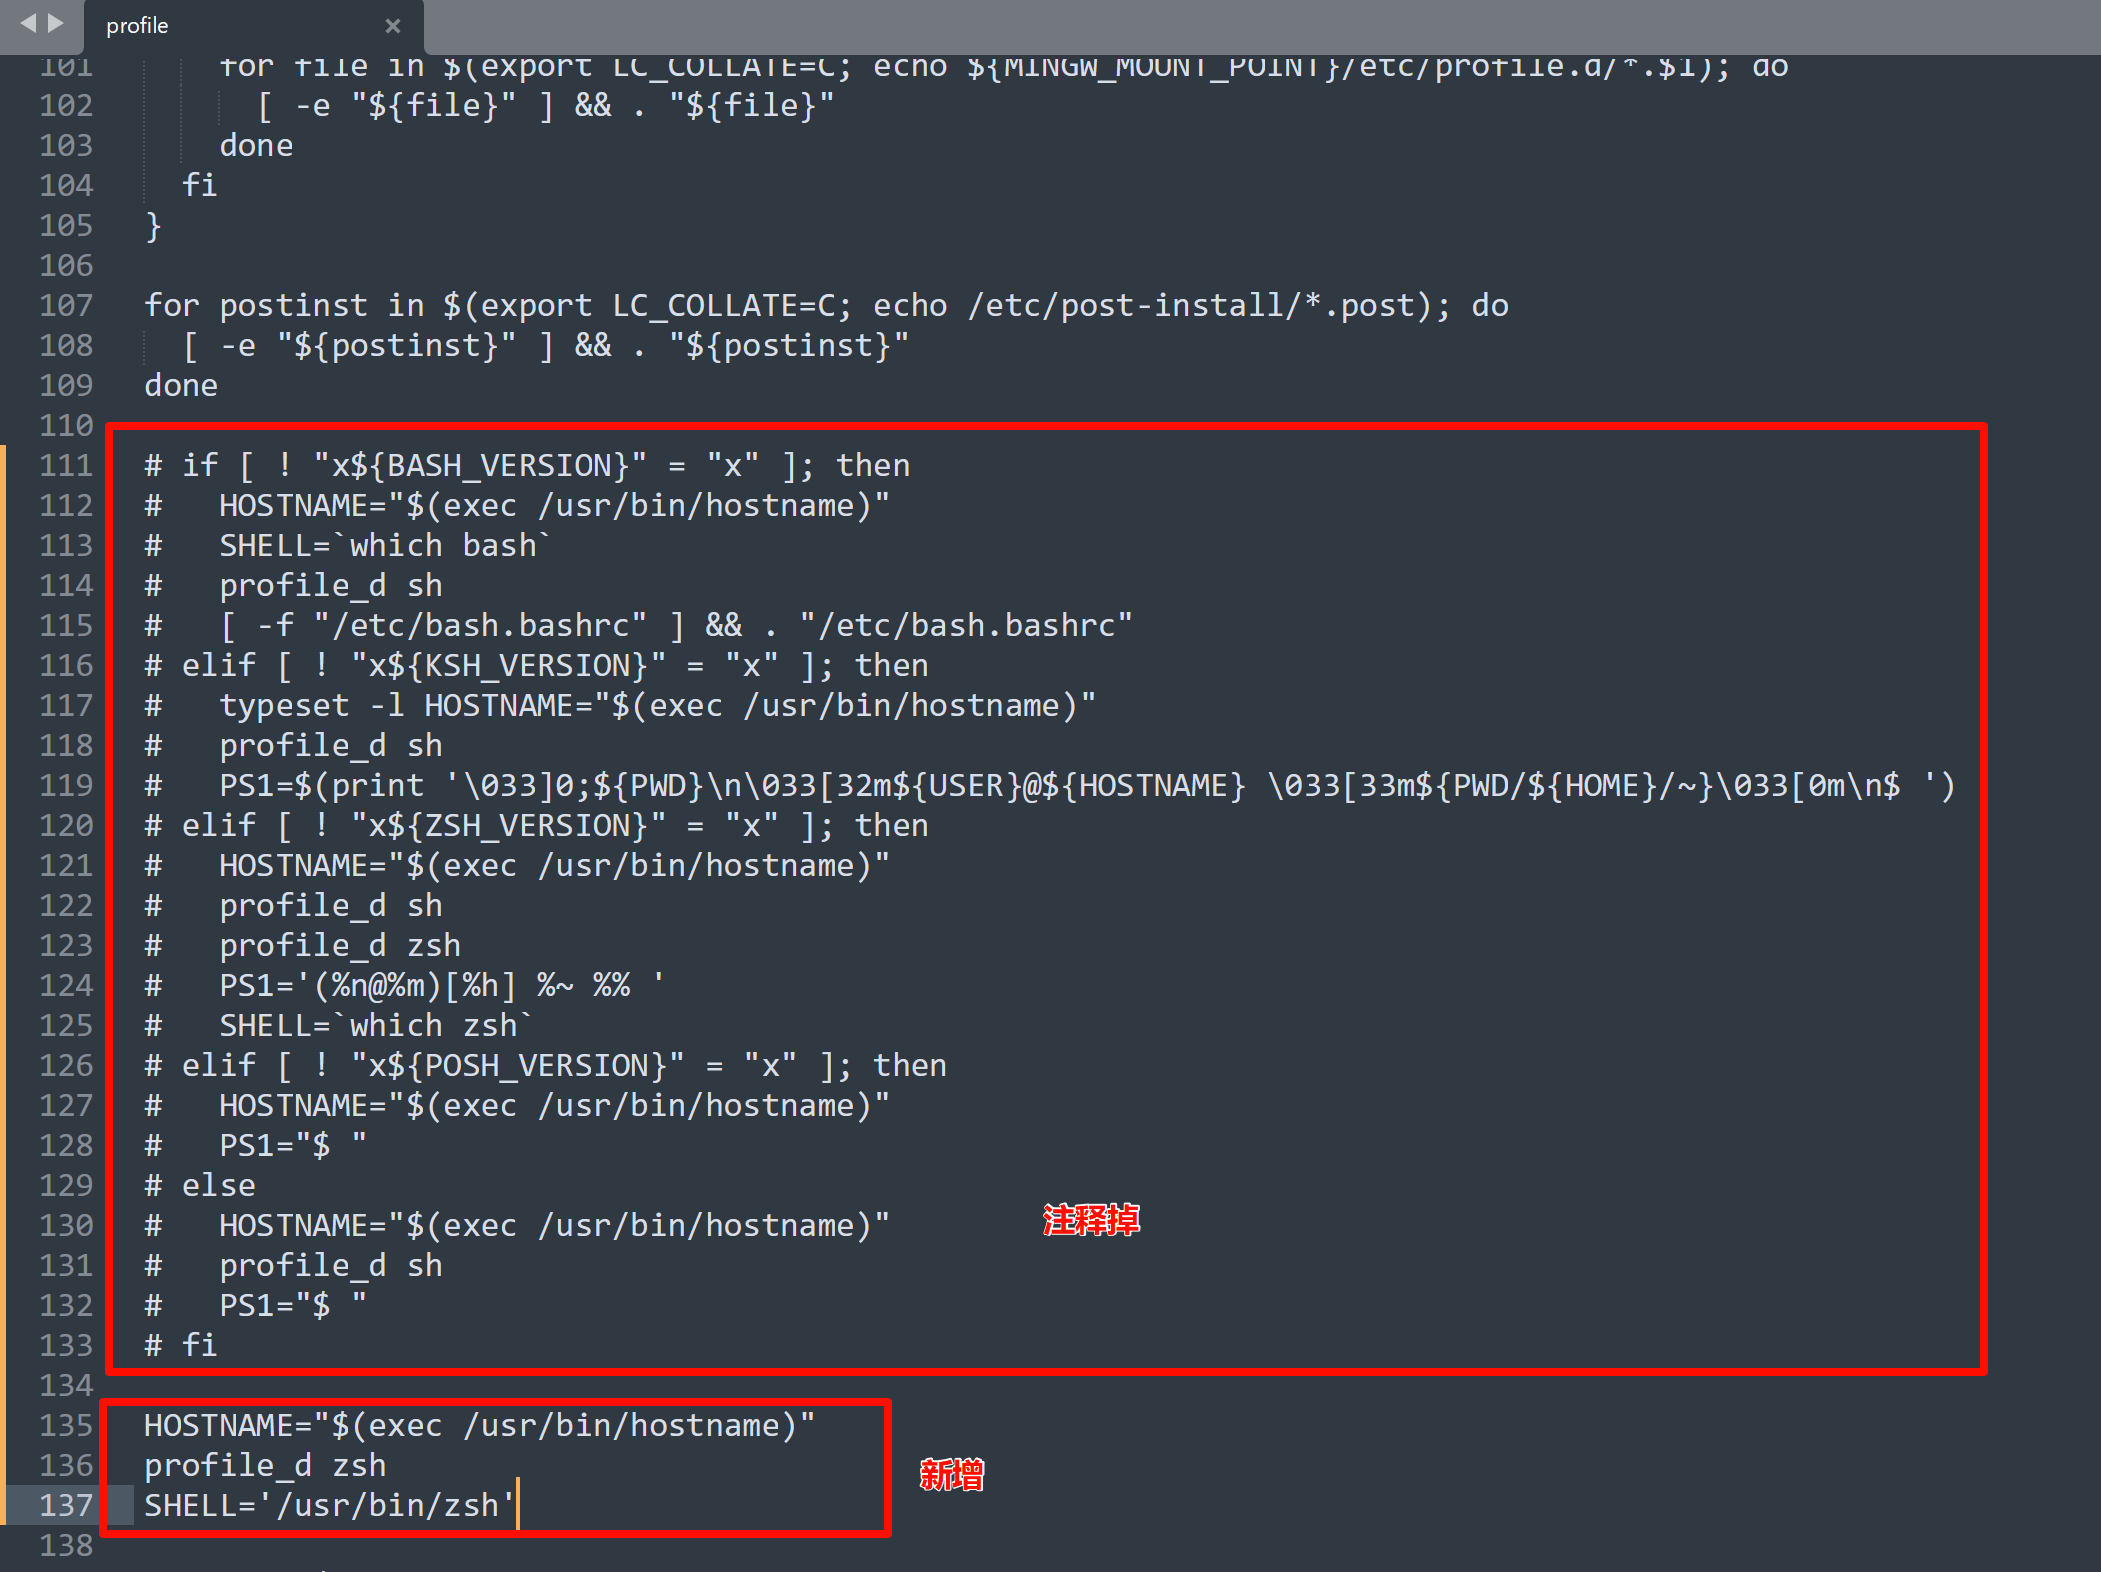 profile
101 for file in $(export LC_COLLATE=C; echo ${MINGW_MOUNT_POINT}/etc/profile.d/*.$1); do
102 [ -e "${file}" ] && . "${file}"
103 done
104 fi
105 }
106
107 for postinst in $(export LC_COLLATE=C; echo /etc/post-install/*.post); do
108 [ -e "${postinst}" ] && . "${postinst}"
109 done
110
111 # if [ ! "x${BASH_VERSION}" = "x" ]; then
112 #   HOSTNAME="$(exec /usr/bin/hostname)"
113 #   SHELL=`which bash`
114 #   profile_d sh
115 #   [ -f "/etc/bash.bashrc" ] && . "/etc/bash.bashrc"
116 # elif [ ! "x${KSH_VERSION}" = "x" ]; then
117 #   typeset -l HOSTNAME="$(exec /usr/bin/hostname)"
118 #   profile_d sh
119 #   PS1=$(print '\033]0;${PWD}\n\033[32m${USER}@${HOSTNAME} \033[33m${PWD/${HOME}/~}\033[0m\n$ ')
120 # elif [ ! "x${ZSH_VERSION}" = "x" ]; then
121 #   HOSTNAME="$(exec /usr/bin/hostname)"
122 #   profile_d sh
123 #   profile_d zsh
124 #   PS1='(%n@%m)[%h] %~ %% '
125 #   SHELL=`which zsh`
126 # elif [ ! "x${POSH_VERSION}" = "x" ]; then
127 #   HOSTNAME="$(exec /usr/bin/hostname)"
128 #   PS1="$ "
129 # else
130 #   HOSTNAME="$(exec /usr/bin/hostname)" 注释掉
131 #   profile_d sh
132 #   PS1="$ "
133 # fi
134
135 HOSTNAME="$(exec /usr/bin/hostname)"
136 profile_d zsh 新增
137 SHELL='/usr/bin/zsh'
138